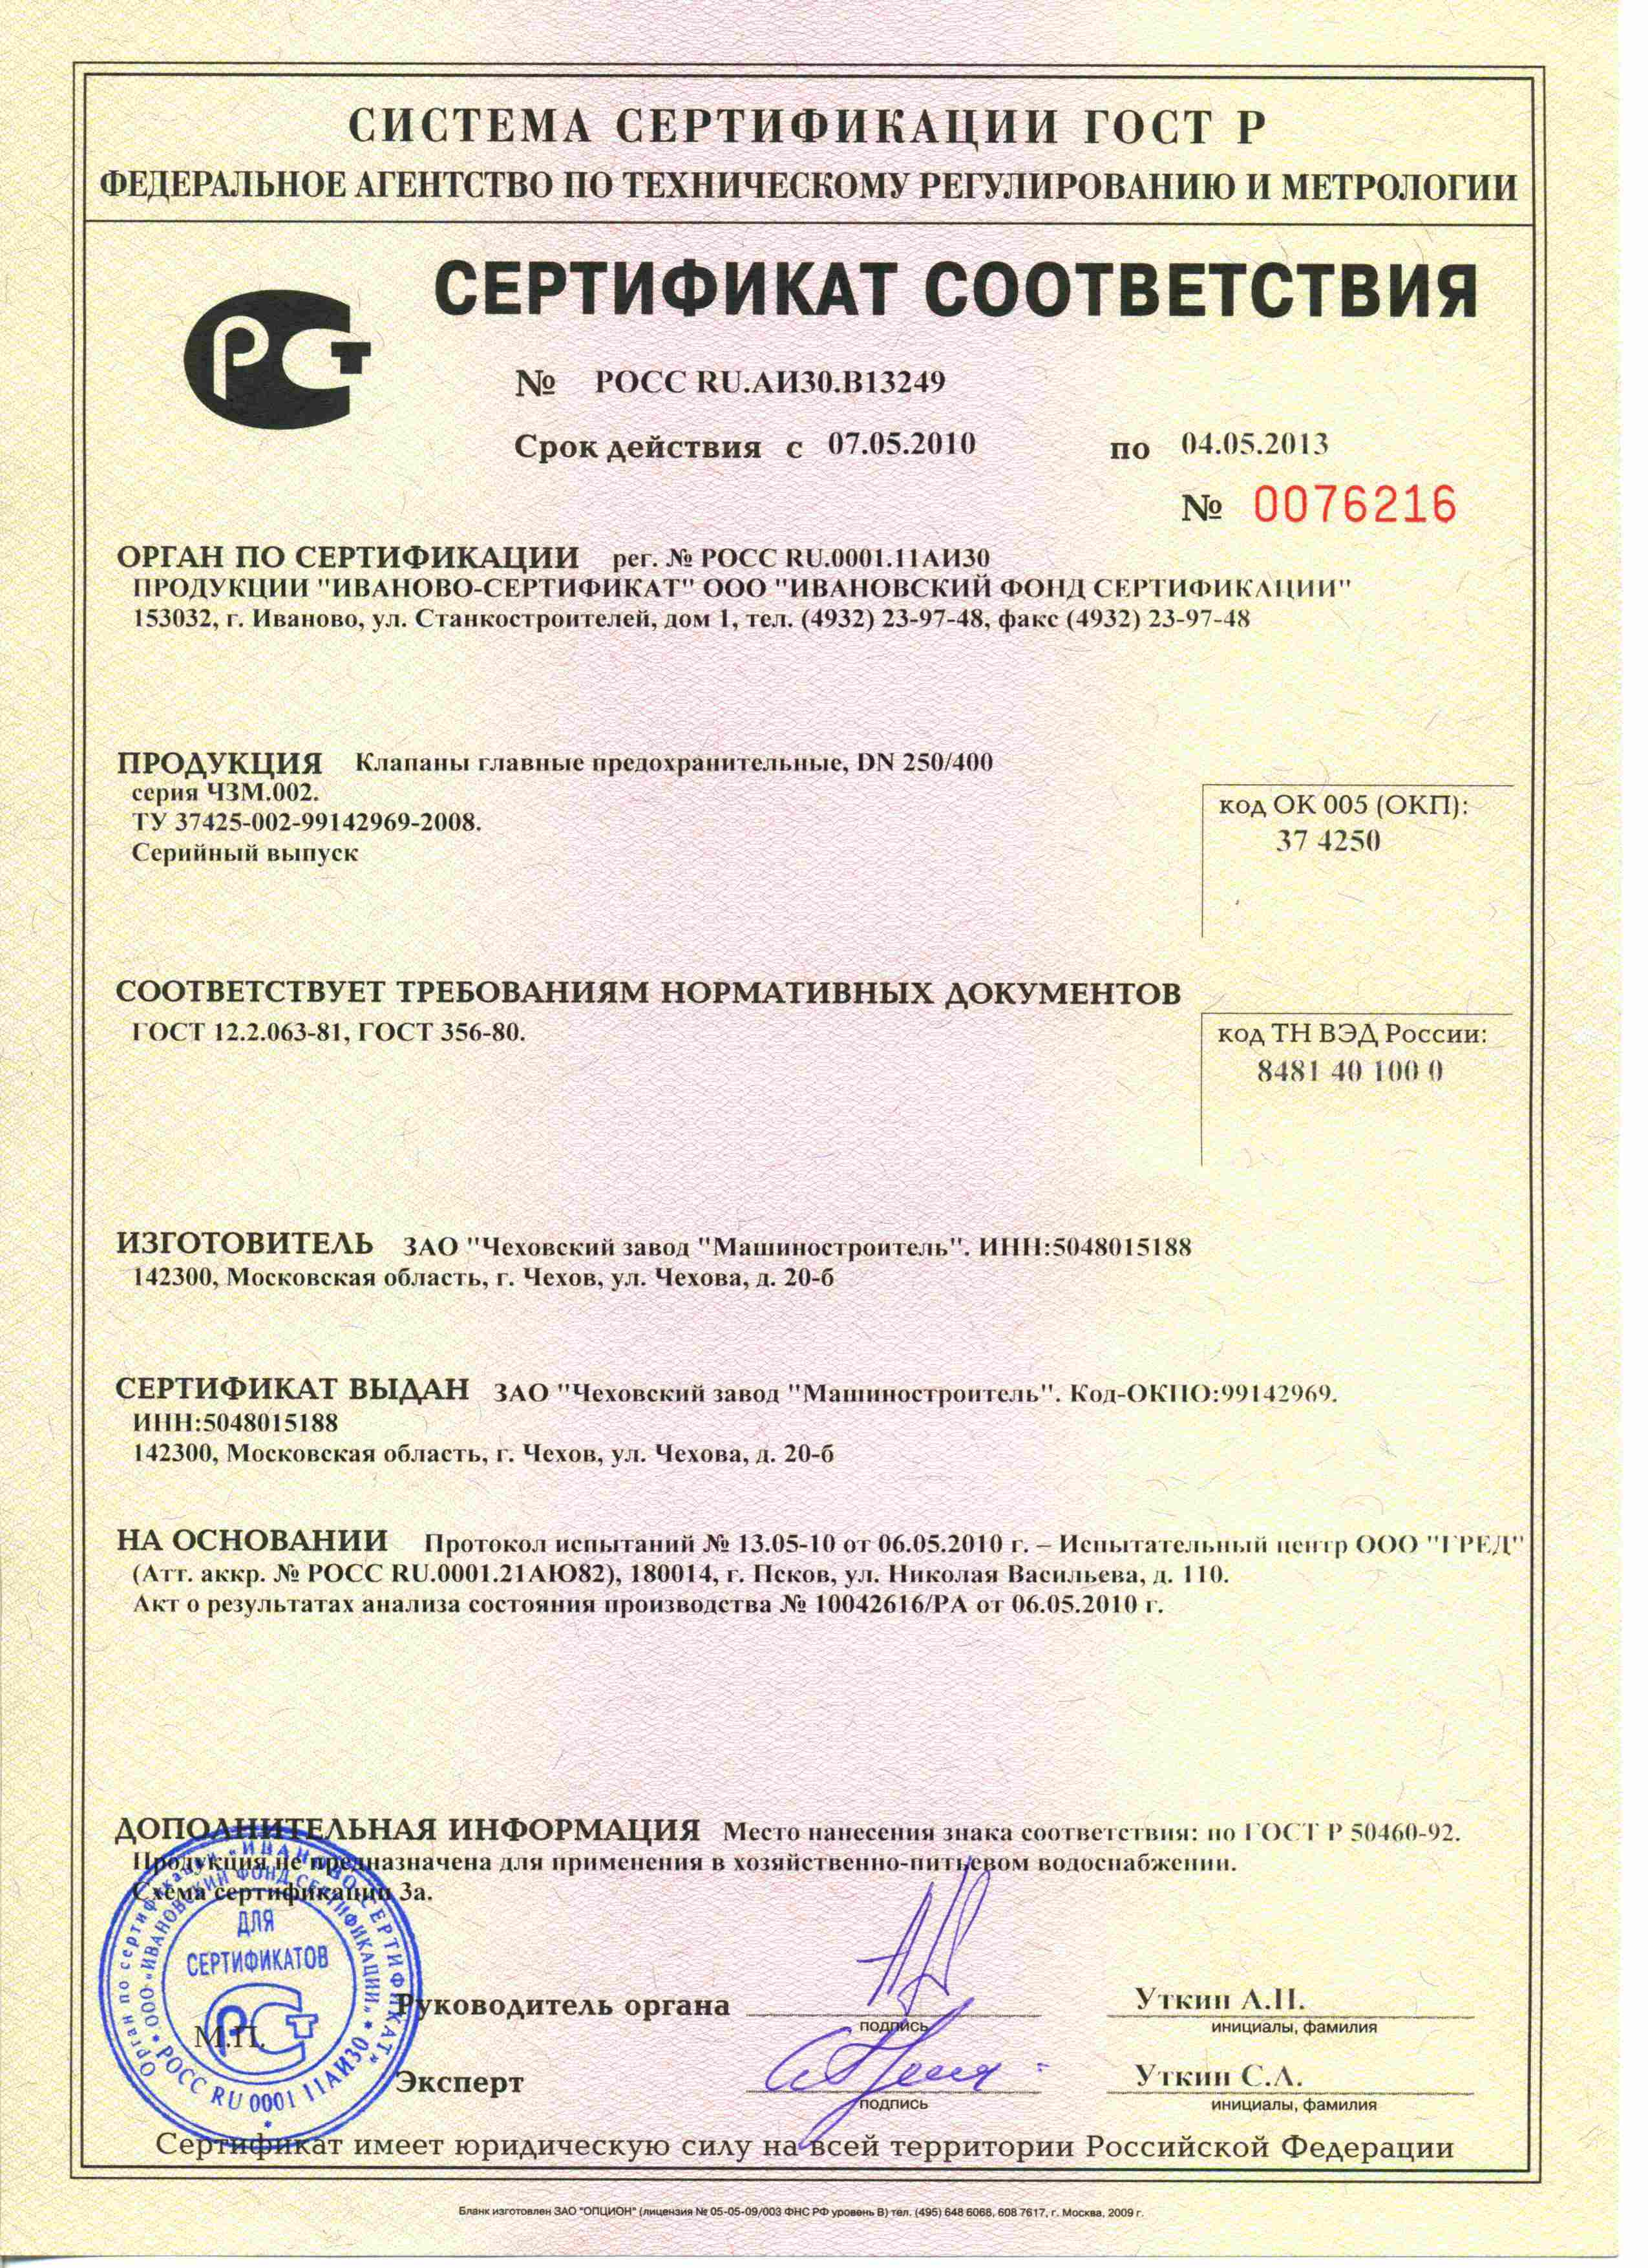 СИСТЕМА СЕРТИФИКАЦИИ ГОСТ Р
ФЕДЕРАЛЬНОЕ АГЕНТСТВО ПО ТЕХНИЧЕСКОМУ РЕГУЛИРОВАНИЮ И МЕТРОЛОГИИ
СЕРТИФИКАТ СООТВЕТСТВИЯ
№ РОСС RU.АИ30.В13249
Срок действия с 07.05.2010 по 04.05.2013
№ 0076216
ОРГАН ПО СЕРТИФИКАЦИИ рег. № РОСС RU.0001.11АИ30
ПРОДУКЦИИ "ИВАНОВО-СЕРТИФИКАТ" ООО "ИВАНОВСКИЙ ФОНД СЕРТИФИКАЦИИ"
153032, г. Иваново, ул. Станкостроителей, дом 1, тел. (4932) 23-97-48, факс (4932) 23-97-48
ПРОДУКЦИЯ Клапаны главные предохранительные, DN 250/400
серия ЧЗМ.002.
ТУ 37425-002-99142969-2008.
Серийный выпуск
код ОК 005 (ОКП):
37 4250
СООТВЕТСТВУЕТ ТРЕБОВАНИЯМ НОРМАТИВНЫХ ДОКУМЕНТОВ
ГОСТ 12.2.063-81, ГОСТ 356-80.
код ТН ВЭД России:
8481 40 100 0
ИЗГОТОВИТЕЛЬ ЗАО "Чеховский завод "Машиностроитель". ИНН:5048015188
142300, Московская область, г. Чехов, ул. Чехова, д. 20-б
СЕРТИФИКАТ ВЫДАН ЗАО "Чеховский завод "Машиностроитель". Код-ОКПО:99142969.
ИНН:5048015188
142300, Московская область, г. Чехов, ул. Чехова, д. 20-б
НА ОСНОВАНИИ Протокол испытаний № 13.05-10 от 06.05.2010 г. – Испытательный центр ООО "ГРЕД"
(Атт. аккр. № РОСС RU.0001.21АЮ82), 180014, г. Псков, ул. Николая Васильева, д. 110.
Акт о результатах анализа состояния производства № 10042616/РА от 06.05.2010 г.
ДОПОЛНИТЕЛЬНАЯ ИНФОРМАЦИЯ Место нанесения знака соответствия: по ГОСТ Р 50460-92.
Продукция не предназначена для применения в хозяйственно-питьевом водоснабжении.
Схема сертификации 3а.
Орган по сертификации "ИВАНОВО-СЕРТИФИКАТ"
ООО "ИВАНОВСКИЙ ФОНД СЕРТИФИКАЦИИ"
РОСС RU 0001 11АИ30
ДЛЯ
СЕРТИФИКАТОВ
М.П.
Руководитель органа
подпись
Уткин А.П.
инициалы, фамилия
Эксперт
подпись
Уткин С.А.
инициалы, фамилия
Сертификат имеет юридическую силу на всей территории Российской Федерации
Бланк изготовлен ЗАО "ОПЦИОН" (лицензия № 05-05-09/003 ФНС РФ уровень В) тел. (495) 648 6068, 608 7617, г. Москва, 2009 г.